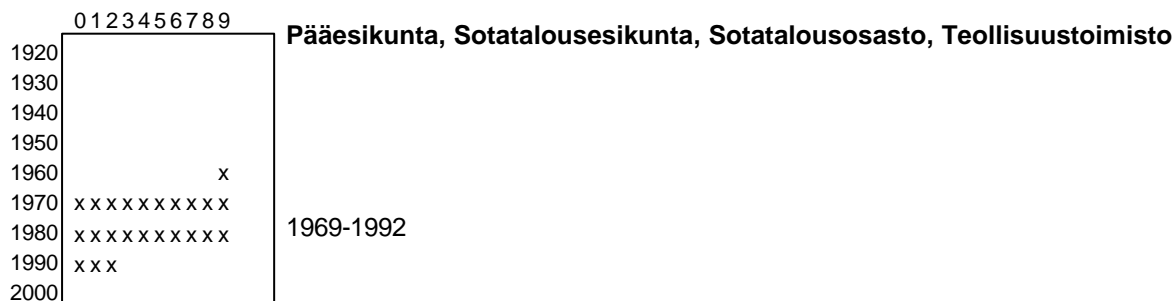 0 1 2 3 4 5 6 7 8 9
Pääesikunta, Sotatalousesikunta, Sotatalousosasto, Teollisuustoimisto
1920
1930
1940
1950
1960 x
1970 x x x x x x x x x x
1980 x x x x x x x x x x 1969-1992
1990 x x x
2000